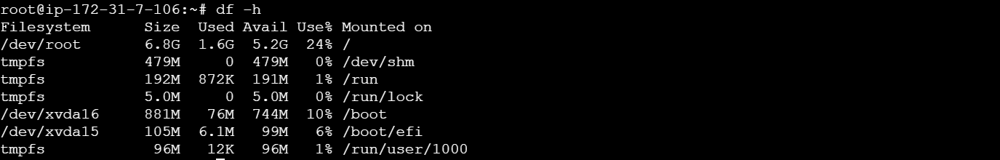 root@ip-172-31-7-106:~# df -h
Filesystem      Size  Used Avail Use% Mounted on
/dev/root       6.8G  1.6G  5.2G  24% /
tmpfs           479M     0  479M   0% /dev/shm
tmpfs           192M  872K  191M   1% /run
tmpfs           5.0M     0  5.0M   0% /run/lock
/dev/xvda16     881M   76M  744M  10% /boot
/dev/xvda15     105M  6.1M   99M   6% /boot/efi
tmpfs            96M   12K   96M   1% /run/user/1000